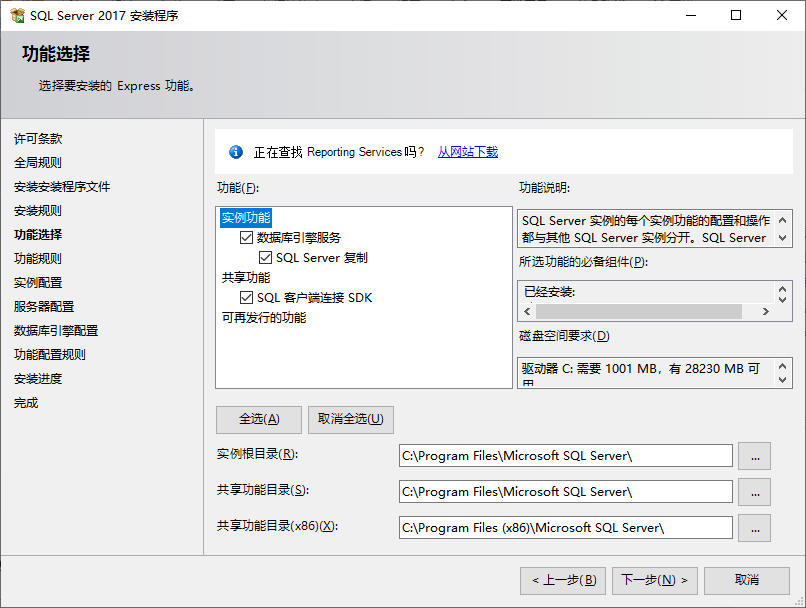 SQL Server 2017 安装程序
功能选择
选择要安装的 Express 功能。
许可条款
全局规则
安装安装程序文件
安装规则
功能选择
功能规则
实例配置
服务器配置
数据库引擎配置
功能配置规则
安装进度
完成
正在查找 Reporting Services 吗? 从网站下载
功能(F):
实例功能
数据库引擎服务
SQL Server 复制
共享功能
SQL 客户端连接 SDK
可再发行的功能
功能说明:
SQL Server 实例的每个实例功能的配置和操作
都与其他 SQL Server 实例分开。SQL Server
所选功能的必备组件(P):
已经安装:
磁盘空间要求(D)
驱动器 C: 需要 1001 MB，有 28230 MB 可
用
全选(A)
取消全选(U)
实例根目录(R):
C:\Program Files\Microsoft SQL Server\
...
共享功能目录(S):
C:\Program Files\Microsoft SQL Server\
...
共享功能目录(x86)(X):
C:\Program Files (x86)\Microsoft SQL Server\
...
< 上一步(B)
下一步(N) >
取消